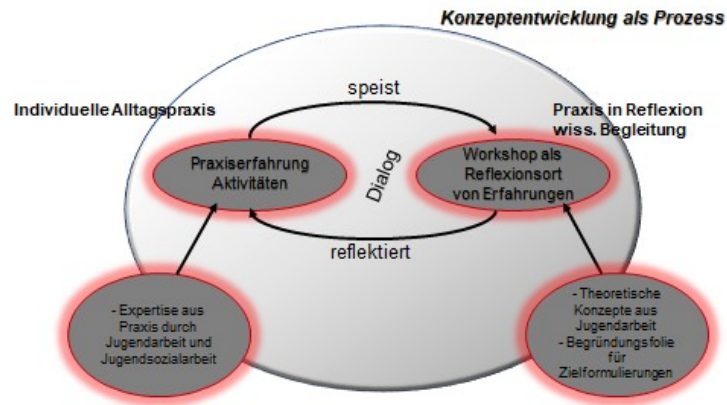 Konzeptentwicklung als Prozess
speist
Individuelle Alltagspraxis
Praxis in Reflexion
wiss. Begleitung
Praxiserfahrung
Aktivitäten
Dialog
Workshop als
Reflexionsort
von Erfahrungen
reflektiert
- Expertise aus
Praxis durch
Jugendarbeit und
Jugendsozialarbeit
- Theoretische
Konzepte aus
Jugendarbeit
- Begründungsfolie
für
Zielformulierungen